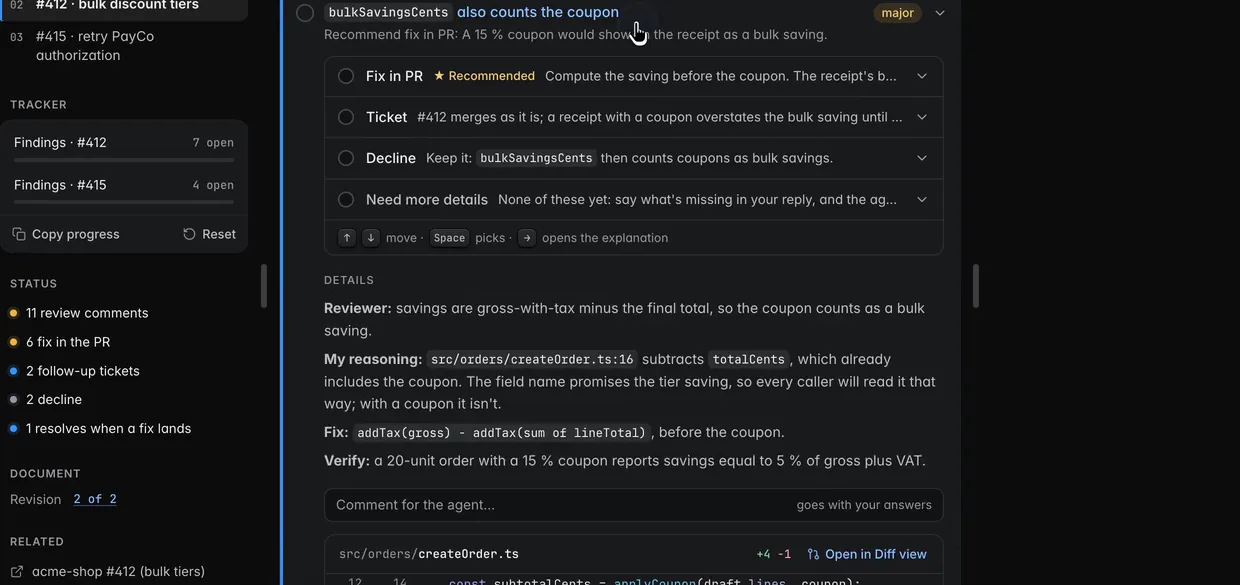 02 #412 · bulk discount tiers
03 #415 · retry PayCo
authorization
TRACKER
Findings · #412 7 open
Findings · #415 4 open
Copy progress Reset
STATUS
11 review comments
6 fix in the PR
2 follow-up tickets
2 decline
1 resolves when a fix lands
DOCUMENT
Revision 2 of 2
RELATED
acme-shop #412 (bulk tiers)
bulkSavingsCents also counts the coupon major
Recommend fix in PR: A 15 % coupon would show the receipt as a bulk saving.
Fix in PR ★ Recommended Compute the saving before the coupon. The receipt's b...
Ticket #412 merges as it is; a receipt with a coupon overstates the bulk saving until ...
Decline Keep it: bulkSavingsCents then counts coupons as bulk savings.
Need more details None of these yet: say what's missing in your reply, and the ag...
↑ ↓ move · Space picks · → opens the explanation
DETAILS
Reviewer: savings are gross-with-tax minus the final total, so the coupon counts as a bulk
saving.
My reasoning: src/orders/createOrder.ts:16 subtracts totalCents, which already
includes the coupon. The field name promises the tier saving, so every caller will read it that
way; with a coupon it isn't.
Fix: addTax(gross) - addTax(sum of lineTotal), before the coupon.
Verify: a 20-unit order with a 15 % coupon reports savings equal to 5 % of gross plus VAT.
Comment for the agent... goes with your answers
src/orders/createOrder.ts +4 -1 Open in Diff view
12 14 const subtotalCents = applyCoupon(draft.lines, coupon);